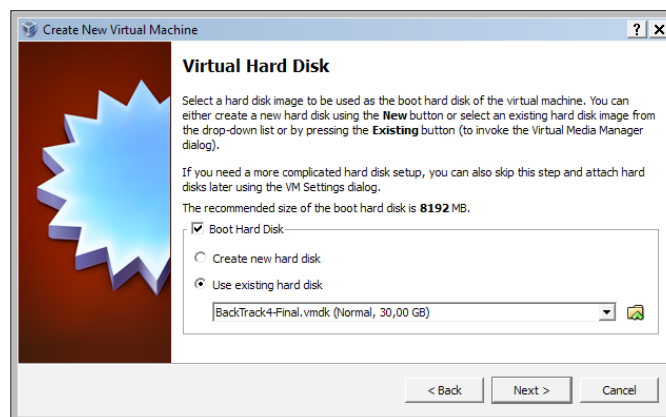 Create New Virtual Machine
Virtual Hard Disk
Select a hard disk image to be used as the boot hard disk of the virtual machine. You can
either create a new hard disk using the New button or select an existing hard disk image from
the drop-down list or by pressing the Existing button (to invoke the Virtual Media Manager
dialog).
If you need a more complicated hard disk setup, you can also skip this step and attach hard
disks later using the VM Settings dialog.
The recommended size of the boot hard disk is 8192 MB.
Boot Hard Disk
Create new hard disk
Use existing hard disk
BackTrack4-Final.vmdk (Normal, 30,00 GB)
< Back Next > Cancel